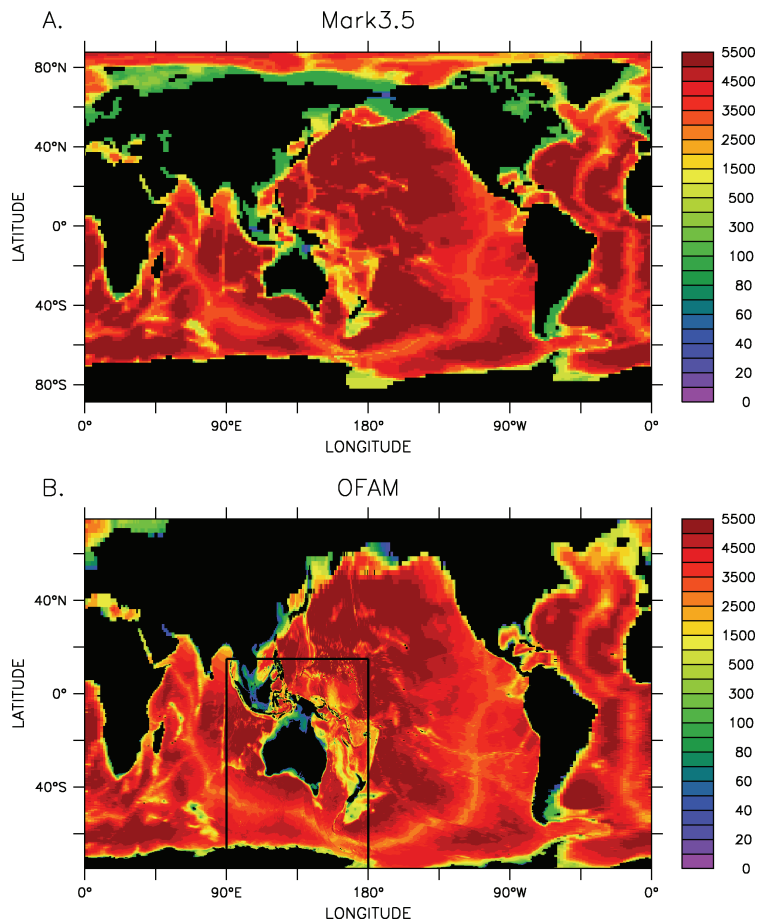 A.
Mark3.5
80°N
40°N
0°
40°S
80°S
LATITUDE
0°
90°E
180°
90°W
0°
LONGITUDE
5500
4500
3500
2500
1500
500
300
100
80
60
40
20
0
B.
OFAM
40°N
0°
40°S
LATITUDE
0°
90°E
180°
90°W
0°
LONGITUDE
5500
4500
3500
2500
1500
500
300
100
80
60
40
20
0